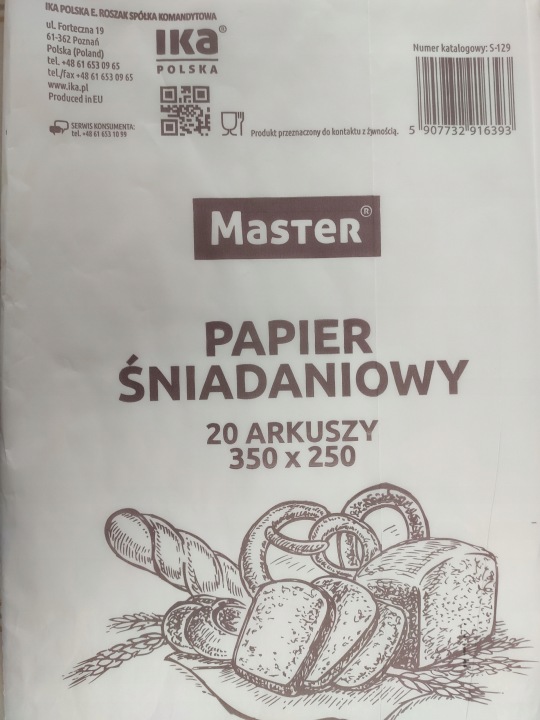 IKA POLSKA E. ROSZAK SPÓŁKA KOMANDYTOWA
ul. Forteczna 19
61-362 Poznań
Polska (Poland)
tel. +48 61 653 09 65
tel./fax +48 61 653 09 65
www.ika.pl
Produced in EU
SERWIS KONSUMENTA:
tel. +48 61 653 10 99
IKA®
POLSKA
Produkt przeznaczony do kontaktu z żywnością.
Numer katalogowy: S-129
5 907732 916393
MASTER®
PAPIER
ŚNIADANIOWY
20 ARKUSZY
350 x 250